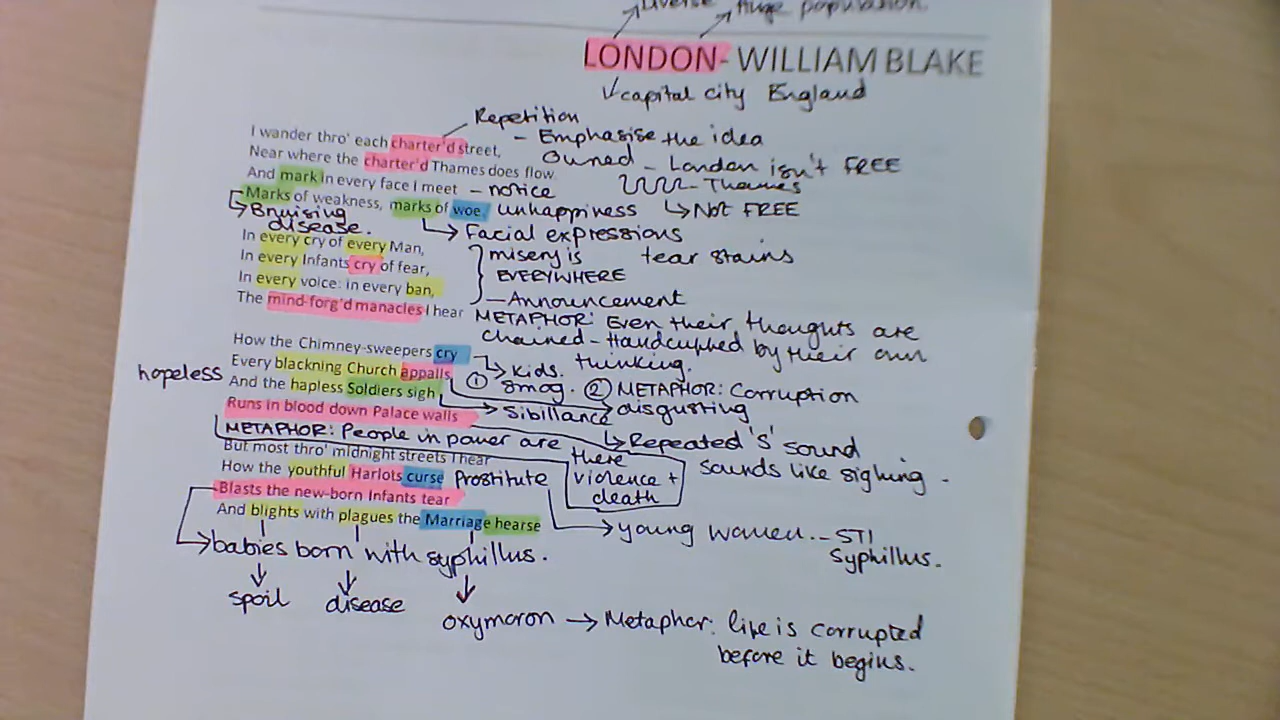 Diverse Huge population.
LONDON- WILLIAM BLAKE
capital city England
Repetition
I wander thro' each charter'd street, - Emphasise the idea
Near where the charter'd Thames does flow. Owned - London isn't FREE
And mark in every face I meet - notice - Thames
Marks of weakness, marks of woe. unhappiness Not FREE
Bruising
disease. Facial expressions
In every cry of every Man, misery is tear stains
In every Infants cry of fear, EVERYWHERE
In every voice: in every ban, - Announcement
The mind-forg'd manacles I hear METAPHOR: Even their thoughts are
chained - Handcuphed by their own
How the Chimney-sweepers cry Kids. thinking.
Every blackning Church appalls, ① smog. ② METAPHOR: Corruption
hopeless And the hapless Soldiers sigh disgusting
Runs in blood down Palace walls Sibillance
METAPHOR: People in power are Repeated 's' sound
But most thro' midnight streets I hear there sounds like sighing.
How the youthful Harlots curse Prostitute violence +
Blasts the new-born Infants tear death
And blights with plagues the Marriage hearse young women -- STI
babies born with syphillus. Syphillus.
spoil disease oxymoron → Metaphor: life is corrupted
before it begins.